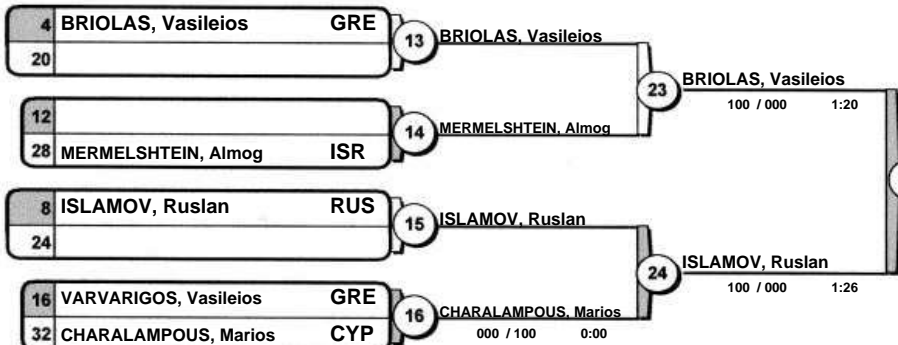 4 BRIOLAS, Vasileios GRE
20
13 BRIOLAS, Vasileios
12
28 MERMELSHTEIN, Almog ISR
14 MERMELSHTEIN, Almog
23 BRIOLAS, Vasileios
100 / 000 1:20
8 ISLAMOV, Ruslan RUS
24
15 ISLAMOV, Ruslan
16 VARVARIGOS, Vasileios GRE
32 CHARALAMPOUS, Marios CYP
16 CHARALAMPOUS, Marios
000 / 100 0:00
24 ISLAMOV, Ruslan
100 / 000 1:26